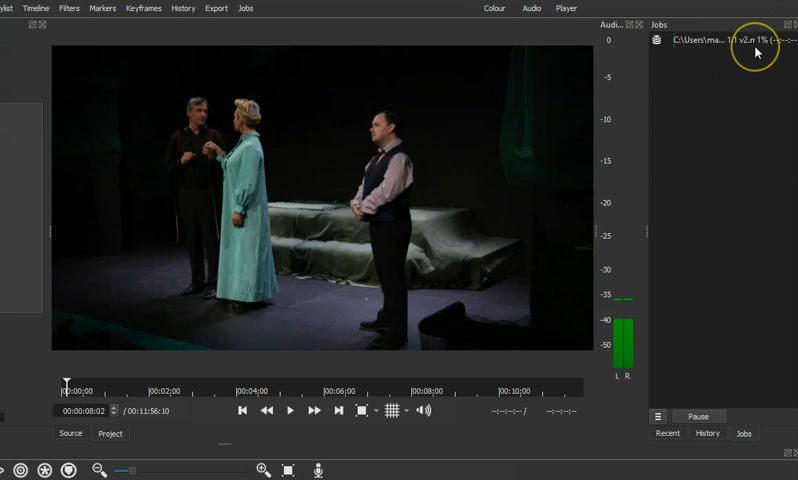 ylist Timeline Filters Markers Keyframes History Export Jobs Colour Audio Player
Audi... Jobs
C:\Users\ma... 1.1 v2.n 1% (--:--:--
0
-5
-10
-15
-20
-25
-30
-35
-40
-50
L R
00:00;00 00:02;00 00:04;00 00:06;00 00:08;00 00:10;00
00:00:08:02 / 00:11:56:10 --:--:--:-- / --:--:--:--
Pause
Source Project Recent History Jobs